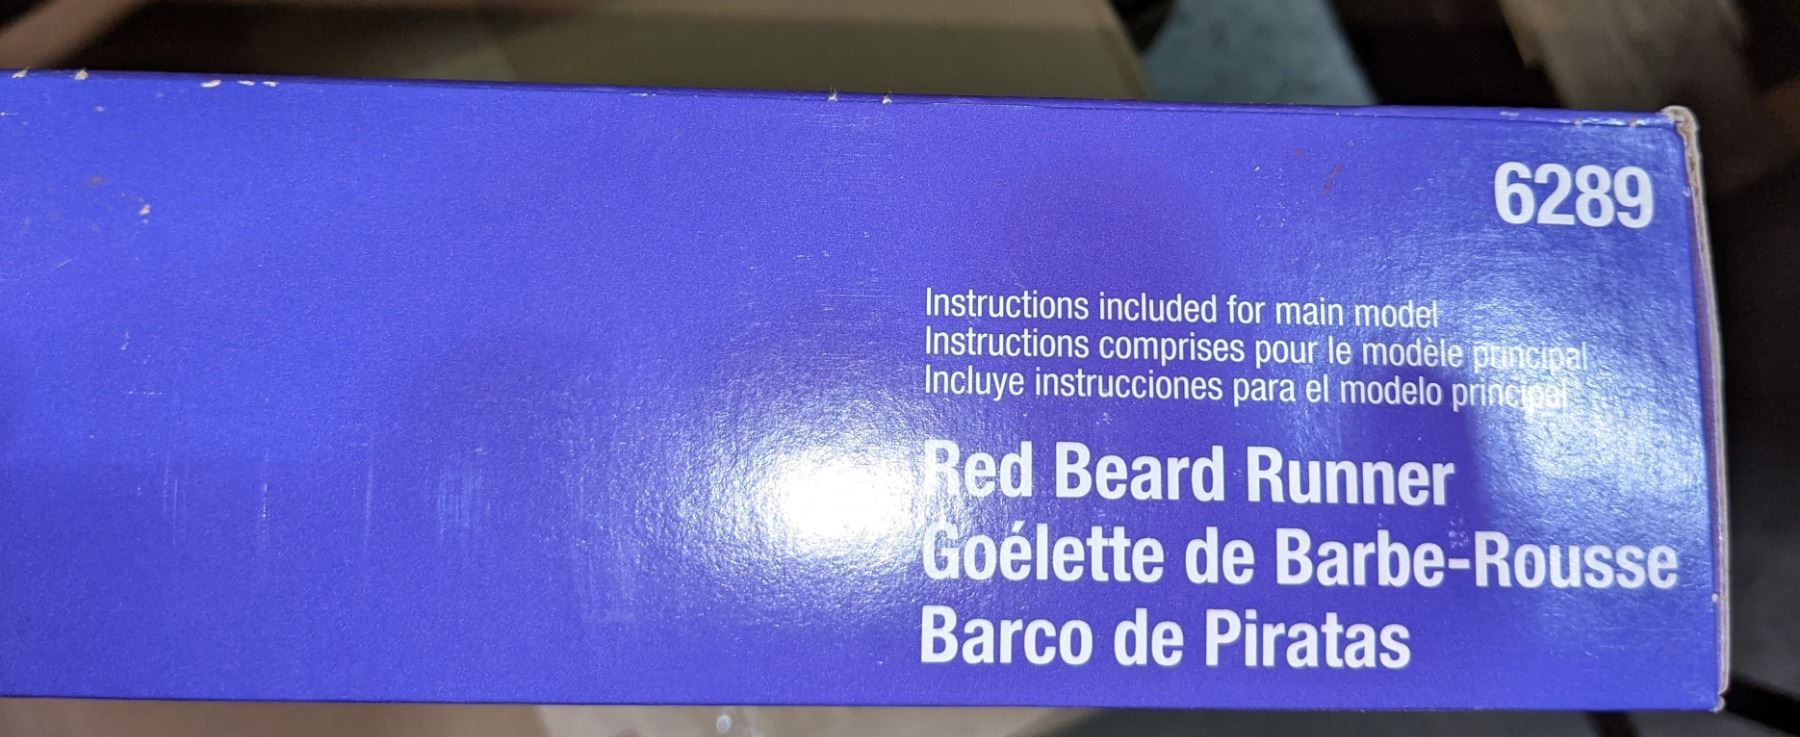 6289
Instructions included for main model
Instructions comprises pour le modèle principal
Incluye instrucciones para el modelo principal
Red Beard Runner
Goélette de Barbe-Rousse
Barco de Piratas